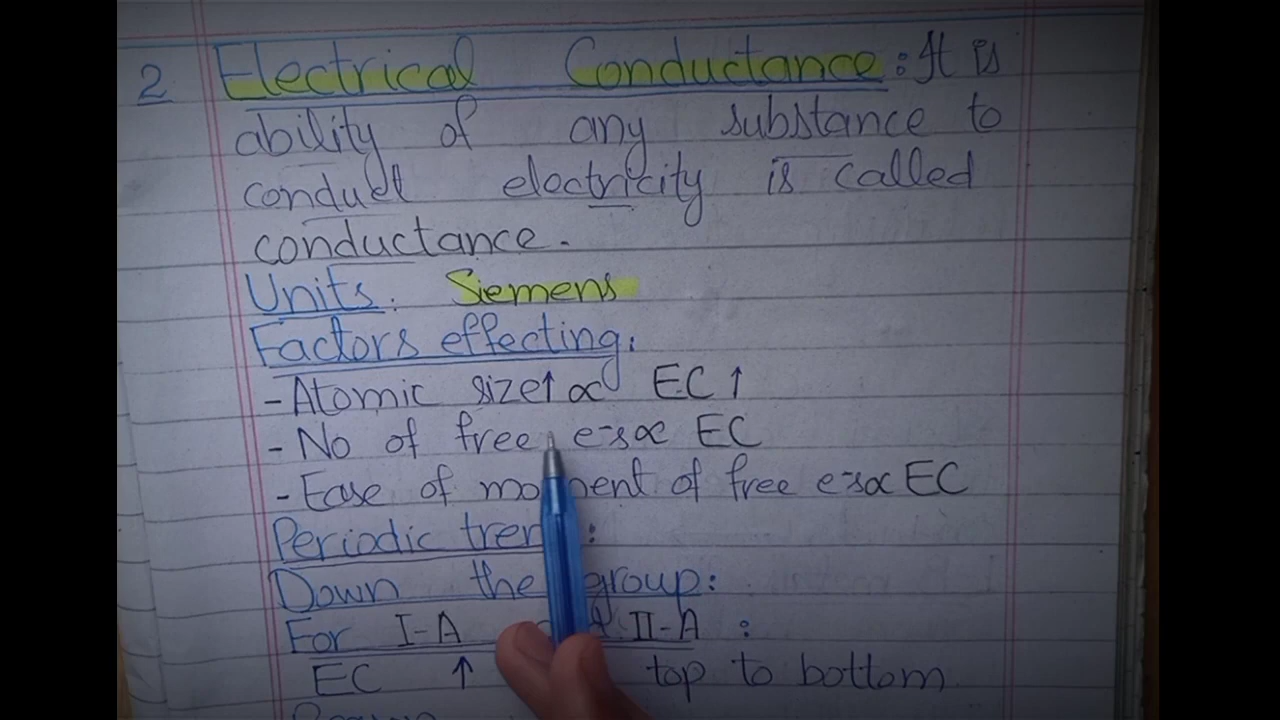 2 Electrical Conductance: It is
ability of any substance to
conduct electricity is called
conductance.
Units. Siemens
Factors effecting:
- Atomic size↑ ∝ EC ↑
- No of free e-s ∝ EC
- Ease of of free e-s ∝ EC
Periodic
Down the group:
For I-A II-A :
EC ↑ top to bottom